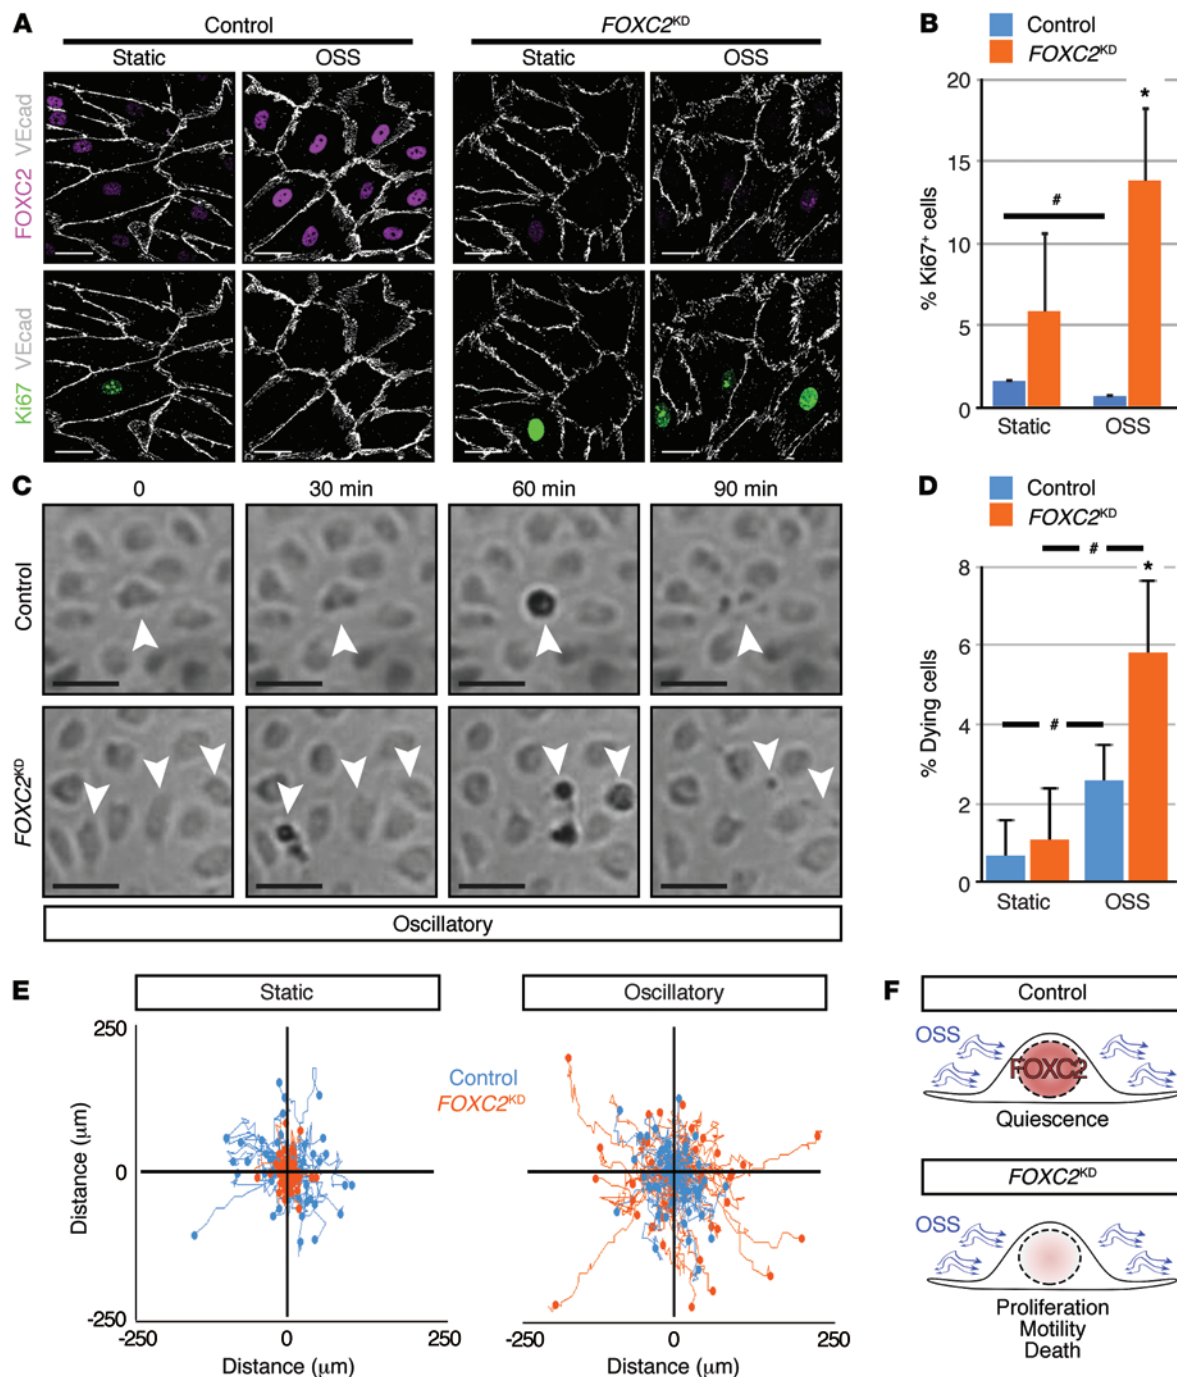 A
Control
FOXC2KD
Static
OSS
Static
OSS
FOXC2 VEcad
Ki67 VEcad
B
Control
FOXC2KD
*
#
20
15
10
5
0
% Ki67+ cells
Static
OSS
C
0
30 min
60 min
90 min
Control
FOXC2KD
Oscillatory
D
Control
FOXC2KD
#
*
#
8
6
4
2
0
% Dying cells
Static
OSS
E
Static
Oscillatory
Control
FOXC2KD
250
0
-250
Distance (µm)
-250
0
250
Distance (µm)
-250
0
250
Distance (µm)
F
Control
OSS
FOXC2
Quiescence
FOXC2KD
OSS
Proliferation
Motility
Death